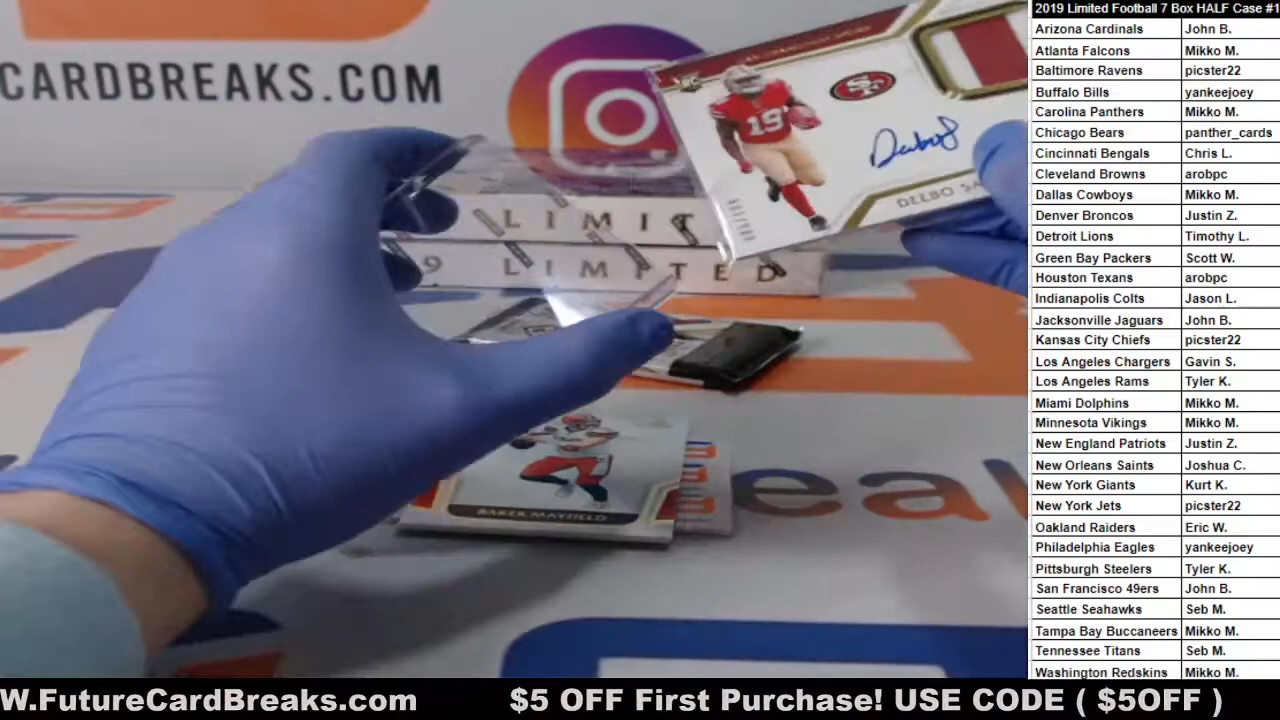 CARDBREAKS.COM
19
DEEBO
LIMIT
9 LIMITED
BAKER MAYFIELD
eal
2019 Limited Football 7 Box HALF Case #1
Arizona Cardinals John B.
Atlanta Falcons Mikko M.
Baltimore Ravens picster22
Buffalo Bills yankeejoey
Carolina Panthers Mikko M.
Chicago Bears panther_cards
Cincinnati Bengals Chris L.
Cleveland Browns arobpc
Dallas Cowboys Mikko M.
Denver Broncos Justin Z.
Detroit Lions Timothy L.
Green Bay Packers Scott W.
Houston Texans arobpc
Indianapolis Colts Jason L.
Jacksonville Jaguars John B.
Kansas City Chiefs picster22
Los Angeles Chargers Gavin S.
Los Angeles Rams Tyler K.
Miami Dolphins Mikko M.
Minnesota Vikings Mikko M.
New England Patriots Justin Z.
New Orleans Saints Joshua C.
New York Giants Kurt K.
New York Jets picster22
Oakland Raiders Eric W.
Philadelphia Eagles yankeejoey
Pittsburgh Steelers Tyler K.
San Francisco 49ers John B.
Seattle Seahawks Seb M.
Tampa Bay Buccaneers Mikko M.
Tennessee Titans Seb M.
Washington Redskins Mikko M.
W.FutureCardBreaks.com $5 OFF First Purchase! USE CODE ( $5OFF )